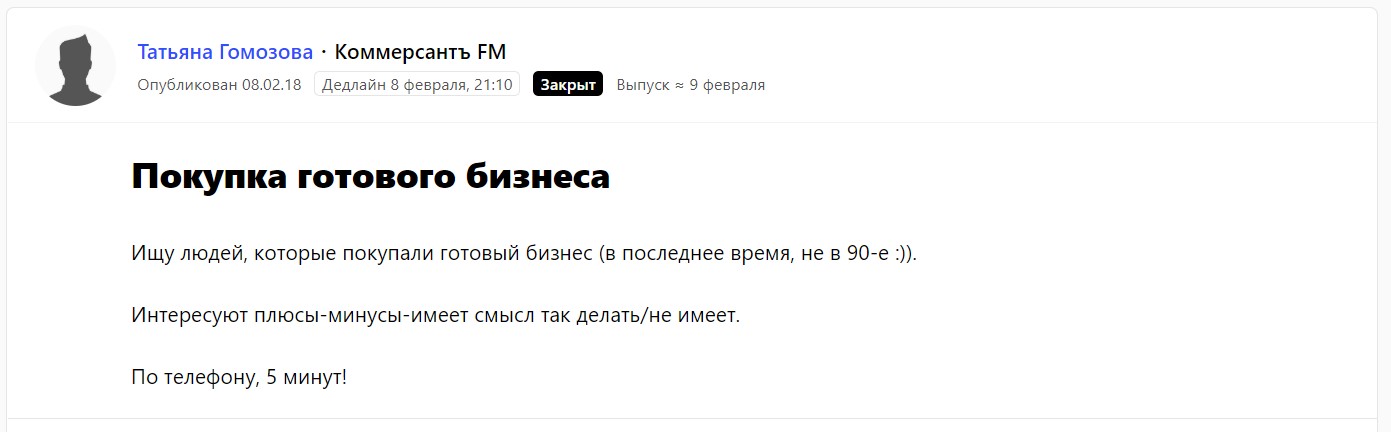 Татьяна Гомозова · Коммерсантъ FM
Опубликован 08.02.18 Дедлайн 8 февраля, 21:10 Закрыт Выпуск ≈ 9 февраля
Покупка готового бизнеса
Ищу людей, которые покупали готовый бизнес (в последнее время, не в 90-е :)).
Интересуют плюсы-минусы-имеет смысл так делать/не имеет.
По телефону, 5 минут!